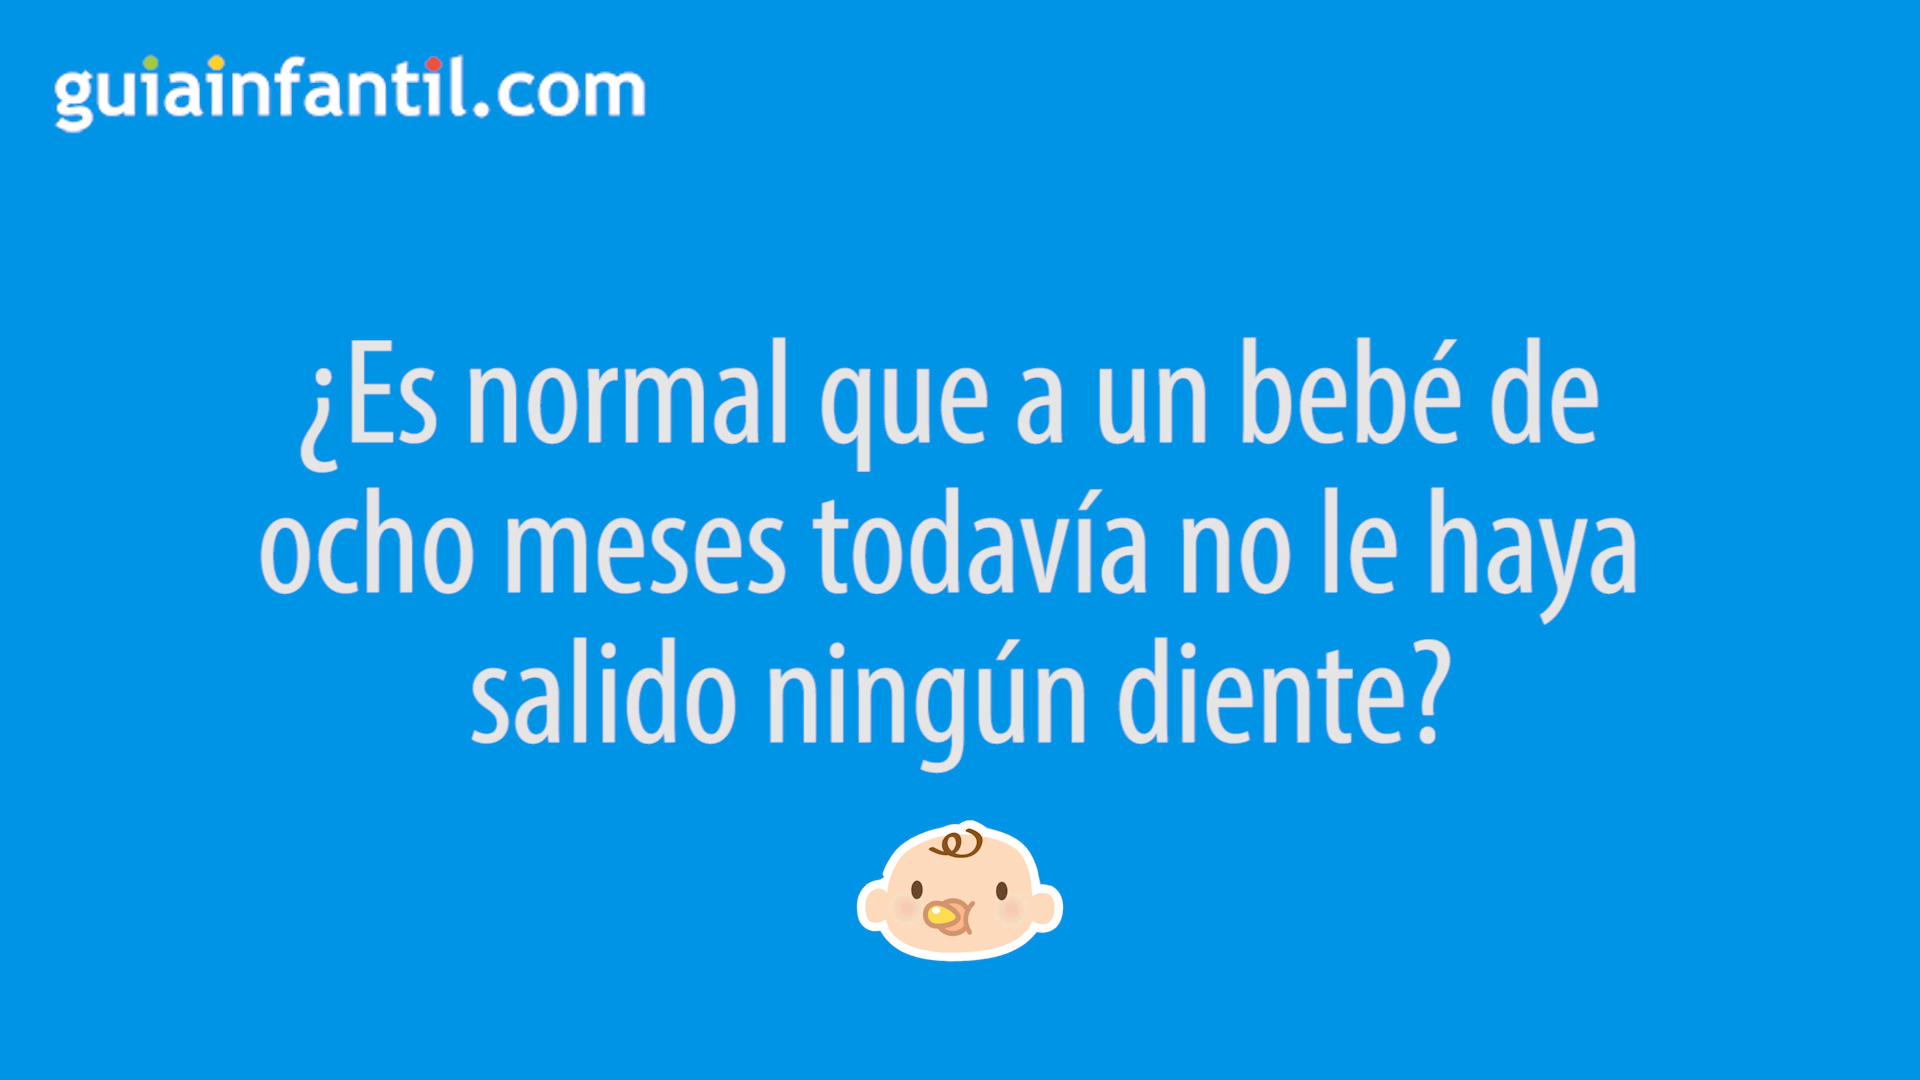 guiainfantil.com
¿Es normal que a un bebé de
ocho meses todavía no le haya
salido ningún diente?